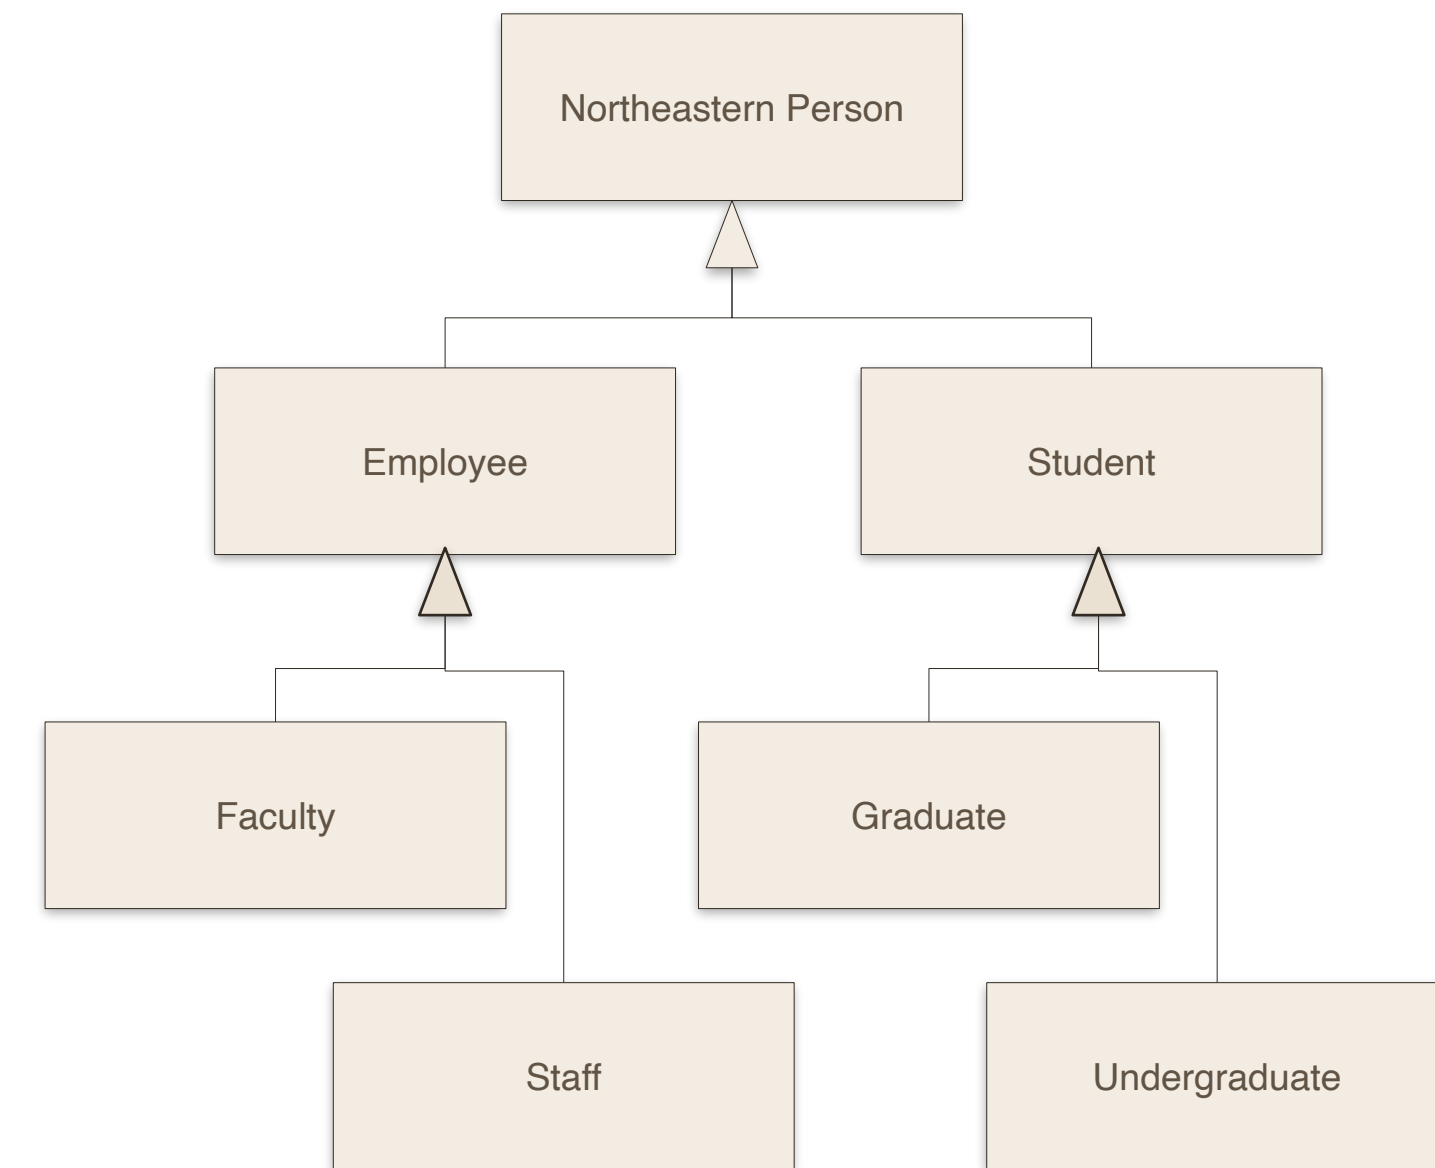 Northeastern Person
Employee
Student
Faculty
Graduate
Staff
Undergraduate